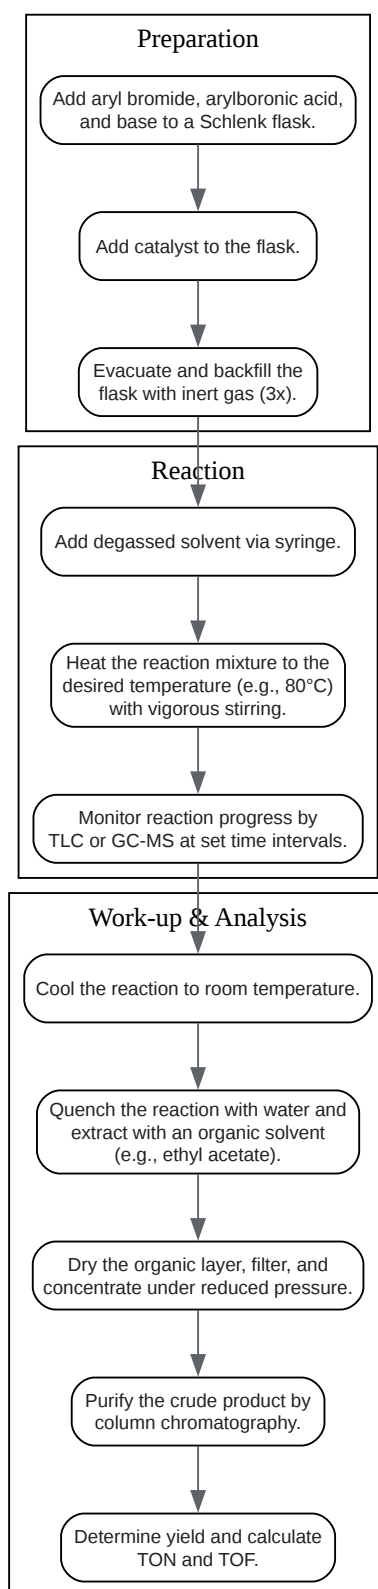 Preparation
Add aryl bromide, arylboronic acid,
and base to a Schlenk flask.
Add catalyst to the flask.
Evacuate and backfill the
flask with inert gas (3x).
Reaction
Add degassed solvent via syringe.
Heat the reaction mixture to the
desired temperature (e.g., 80°C)
with vigorous stirring.
Monitor reaction progress by
TLC or GC-MS at set time intervals.
Work-up & Analysis
Cool the reaction to room temperature.
Quench the reaction with water and
extract with an organic solvent
(e.g., ethyl acetate).
Dry the organic layer, filter, and
concentrate under reduced pressure.
Purify the crude product by
column chromatography.
Determine yield and calculate
TON and TOF.